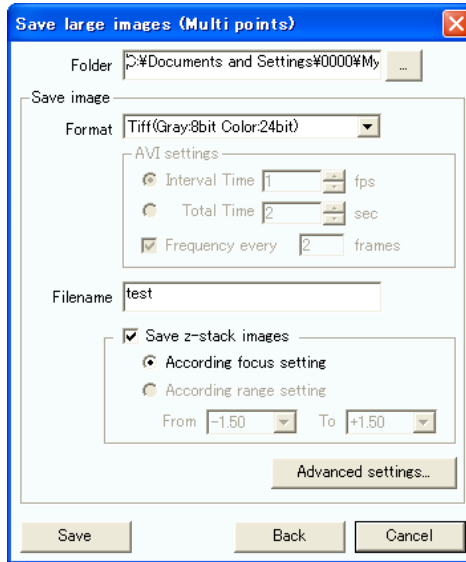 Save large images (Multi points)
Folder :¥Documents and Settings¥0000¥My ...
Save image
Format Tiff(Gray:8bit Color:24bit)
AVI settings
Interval Time 1 fps
Total Time 2 sec
Frequency every 2 frames
Filename test
Save z-stack images
According focus setting
According range setting
From -1.50 To +1.50
Advanced settings...
Save Back Cancel